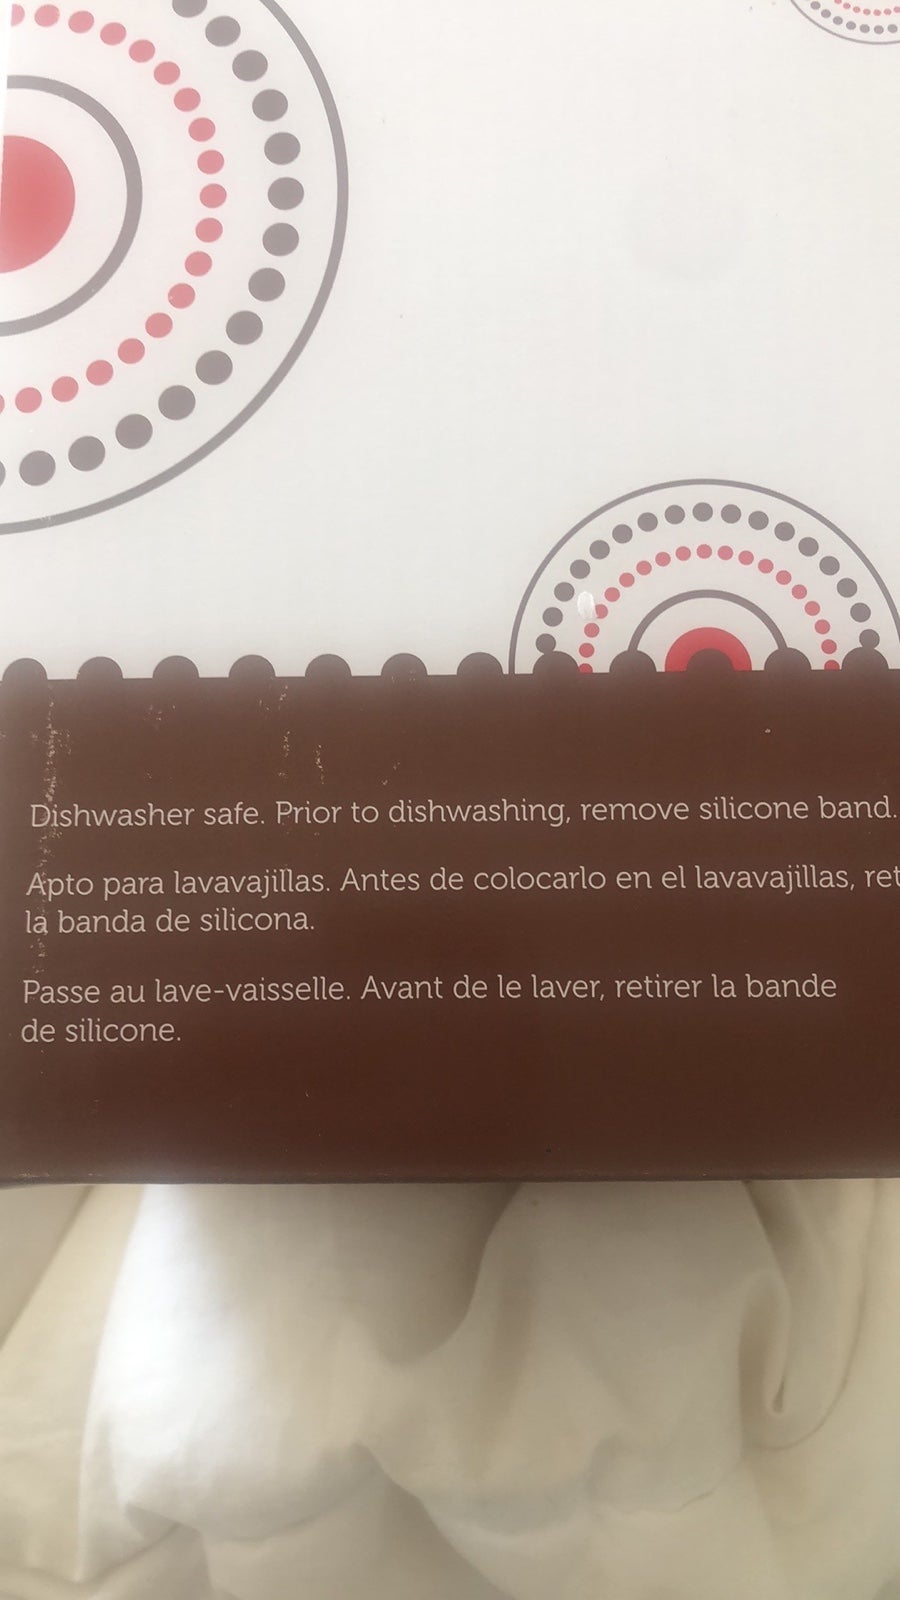 Dishwasher safe. Prior to dishwashing, remove silicone band.
Apto para lavavajillas. Antes de colocarlo en el lavavajillas,
la banda de silicona.
Passe au lave-vaisselle. Avant de le laver, retirer la bande
de silicone.